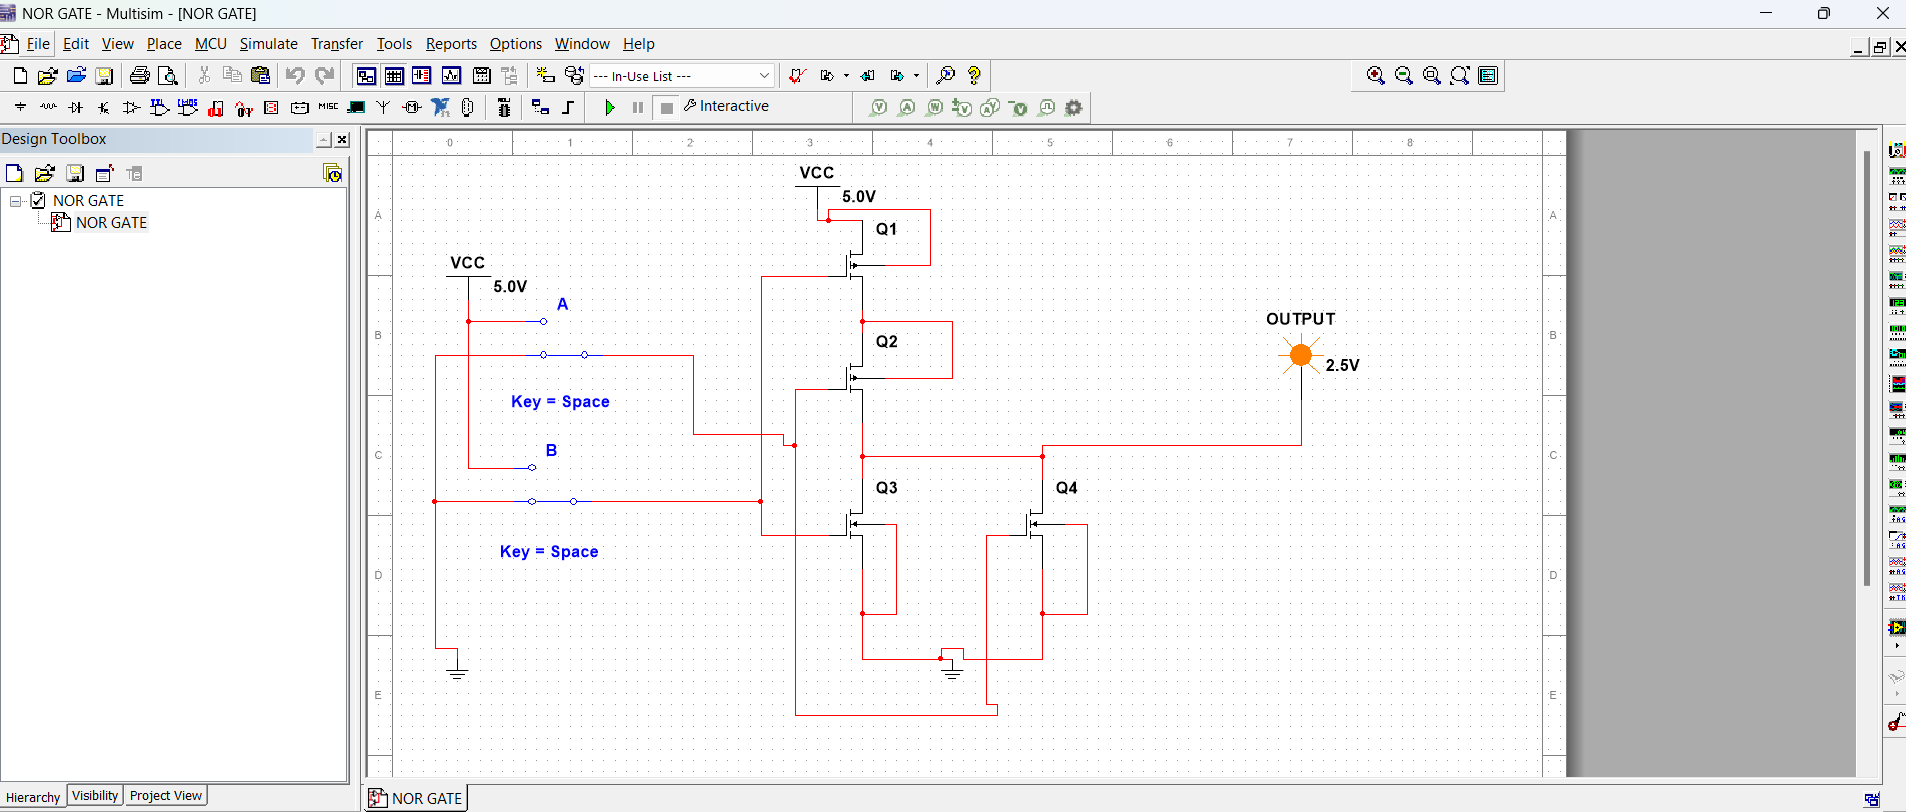 NOR GATE - Multisim - [NOR GATE]
File Edit View Place MCU Simulate Transfer Tools Reports Options Window Help
--- In-Use List ---
MISC
Interactive
Design Toolbox
NOR GATE
NOR GATE
0 1 2 3 4 5 6 7 8
A
B
C
D
E
VCC
5.0V
Q1
VCC
5.0V
A
Q2
OUTPUT
2.5V
Key = Space
B
Q3
Q4
Key = Space
A
B
C
D
E
Hierarchy Visibility Project View
NOR GATE